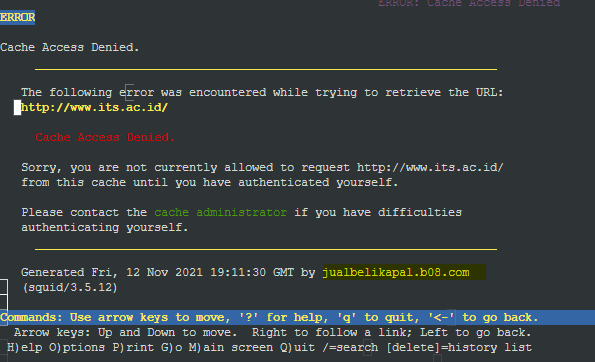 ERROR: Cache Access Denied
ERROR
Cache Access Denied.
The following error was encountered while trying to retrieve the URL:
http://www.its.ac.id/
Cache Access Denied.
Sorry, you are not currently allowed to request http://www.its.ac.id/
from this cache until you have authenticated yourself.
Please contact the cache administrator if you have difficulties
authenticating yourself.
Generated Fri, 12 Nov 2021 19:11:30 GMT by jualbelikapal.b08.com
(squid/3.5.12)
Commands: Use arrow keys to move, '?' for help, 'q' to quit, '<-' to go back.
Arrow keys: Up and Down to move.  Right to follow a link; Left to go back.
H)elp O)ptions P)rint G)o M)ain screen Q)uit /=search [delete]=history list